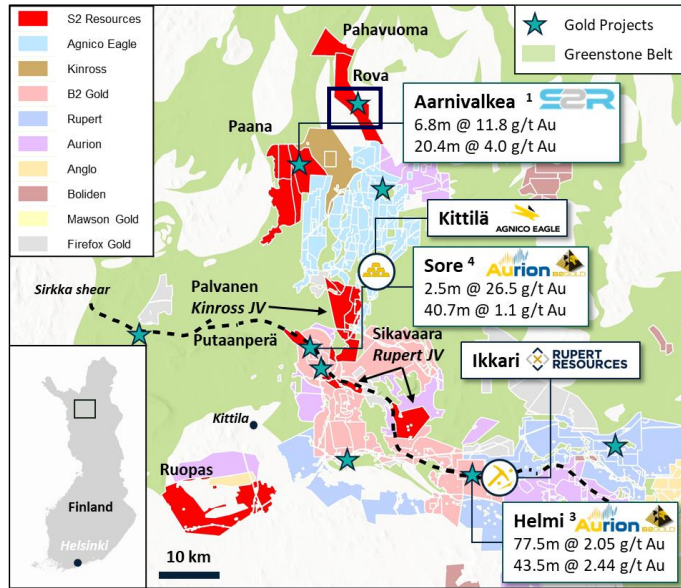 S2 Resources
Agnico Eagle
Kinross
B2 Gold
Rupert
Aurion
Anglo
Boliden
Mawson Gold
Firefox Gold
Pahavuoma
Rova
Paana
Gold Projects
Greenstone Belt
Aarnivalkea 1 S2R
6.8m @ 11.8 g/t Au
20.4m @ 4.0 g/t Au
Kittilä AGNICO EAGLE
Sore 4 Aurion B2GOLD
2.5m @ 26.5 g/t Au
40.7m @ 1.1 g/t Au
Sirkka shear
Palvanen
Kinross JV
Putaanperä
Sikavaara
Rupert JV
Ikkari RUPERT RESOURCES
Kittila
Ruopas
Finland
Helsinki
10 km
Helmi 3 Aurion B2GOLD
77.5m @ 2.05 g/t Au
43.5m @ 2.44 g/t Au